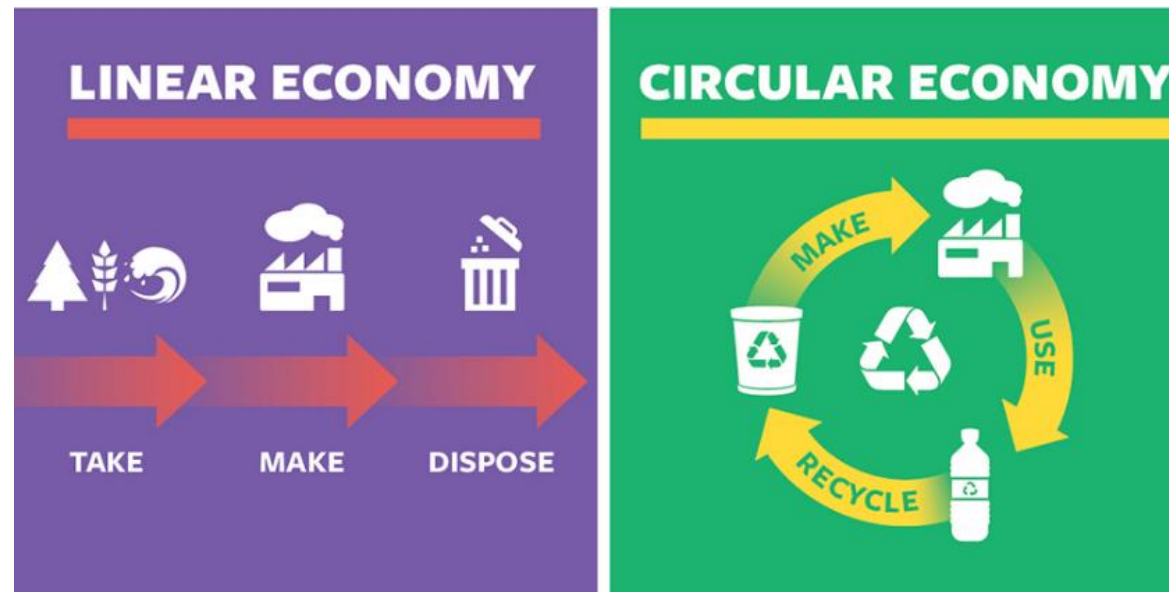 LINEAR ECONOMY
TAKE
MAKE
DISPOSE
CIRCULAR ECONOMY
MAKE
USE
RECYCLE